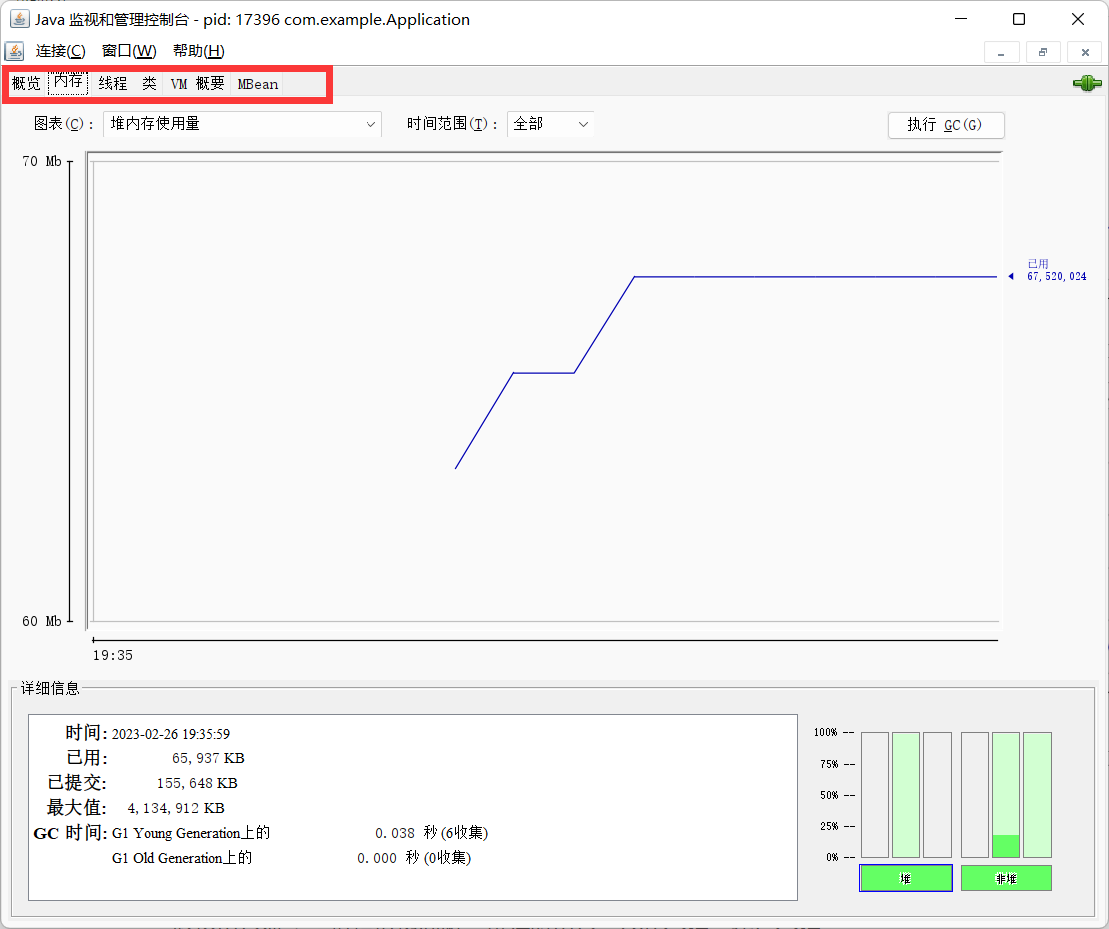 Java 监视和管理控制台 - pid: 17396 com.example.Application
连接(C) 窗口(W) 帮助(H)
概览 内存 线程 类 VM 概要 MBean
图表(C): 堆内存使用量 时间范围(T): 全部 执行 GC(G)
70 Mb
已用
67,520,024
60 Mb
19:35
详细信息
时间: 2023-02-26 19:35:59
已用: 65,937 KB
已提交: 155,648 KB
最大值: 4,134,912 KB
GC 时间: G1 Young Generation上的 0.038 秒 (6收集)
G1 Old Generation上的 0.000 秒 (0收集)
100% --
75% --
50% --
25% --
0% --
堆 非堆